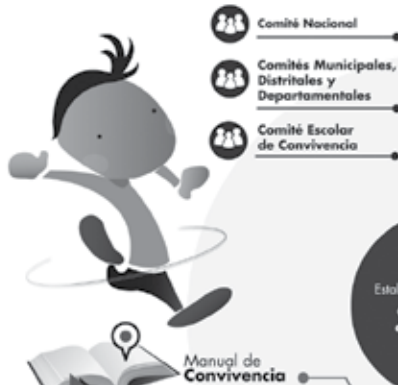 Comité Nacional
Comités Municipales,
Distritales y
Departamentales
Comité Escolar
de Convivencia
Manual de
Convivencia